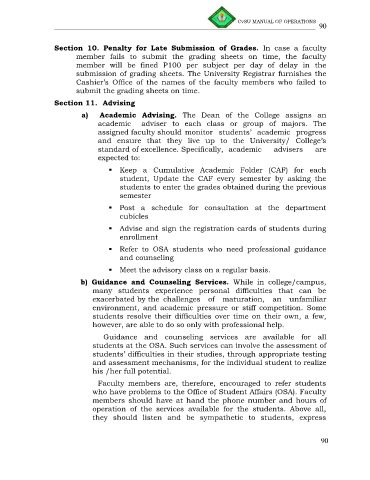 CvSU MANUAL OF OPERATIONS
90
Section 10. Penalty for Late Submission of Grades. In case a faculty
member fails to submit the grading sheets on time, the faculty
member will be fined P100 per subject per day of delay in the
submission of grading sheets. The University Registrar furnishes the
Cashier's Office of the names of the faculty members who failed to
submit the grading sheets on time.
Section 11. Advising
a) Academic Advising. The Dean of the College assigns an
academic adviser to each class or group of majors. The
assigned faculty should monitor students' academic progress
and ensure that they live up to the University/ College's
standard of excellence. Specifically, academic advisers are
expected to:
▪ Keep a Cumulative Academic Folder (CAF) for each
student, Update the CAF every semester by asking the
students to enter the grades obtained during the previous
semester
▪ Post a schedule for consultation at the department
cubicles
▪ Advise and sign the registration cards of students during
enrollment
▪ Refer to OSA students who need professional guidance
and counseling
▪ Meet the advisory class on a regular basis.
b) Guidance and Counseling Services. While in college/campus,
many students experience personal difficulties that can be
exacerbated by the challenges of maturation, an unfamiliar
environment, and academic pressure or stiff competition. Some
students resolve their difficulties over time on their own, a few,
however, are able to do so only with professional help.
Guidance and counseling services are available for all
students at the OSA. Such services can involve the assessment of
students' difficulties in their studies, through appropriate testing
and assessment mechanisms, for the individual student to realize
his /her full potential.
Faculty members are, therefore, encouraged to refer students
who have problems to the Office of Student Affairs (OSA). Faculty
members should have at hand the phone number and hours of
operation of the services available for the students. Above all,
they should listen and be sympathetic to students, express
90